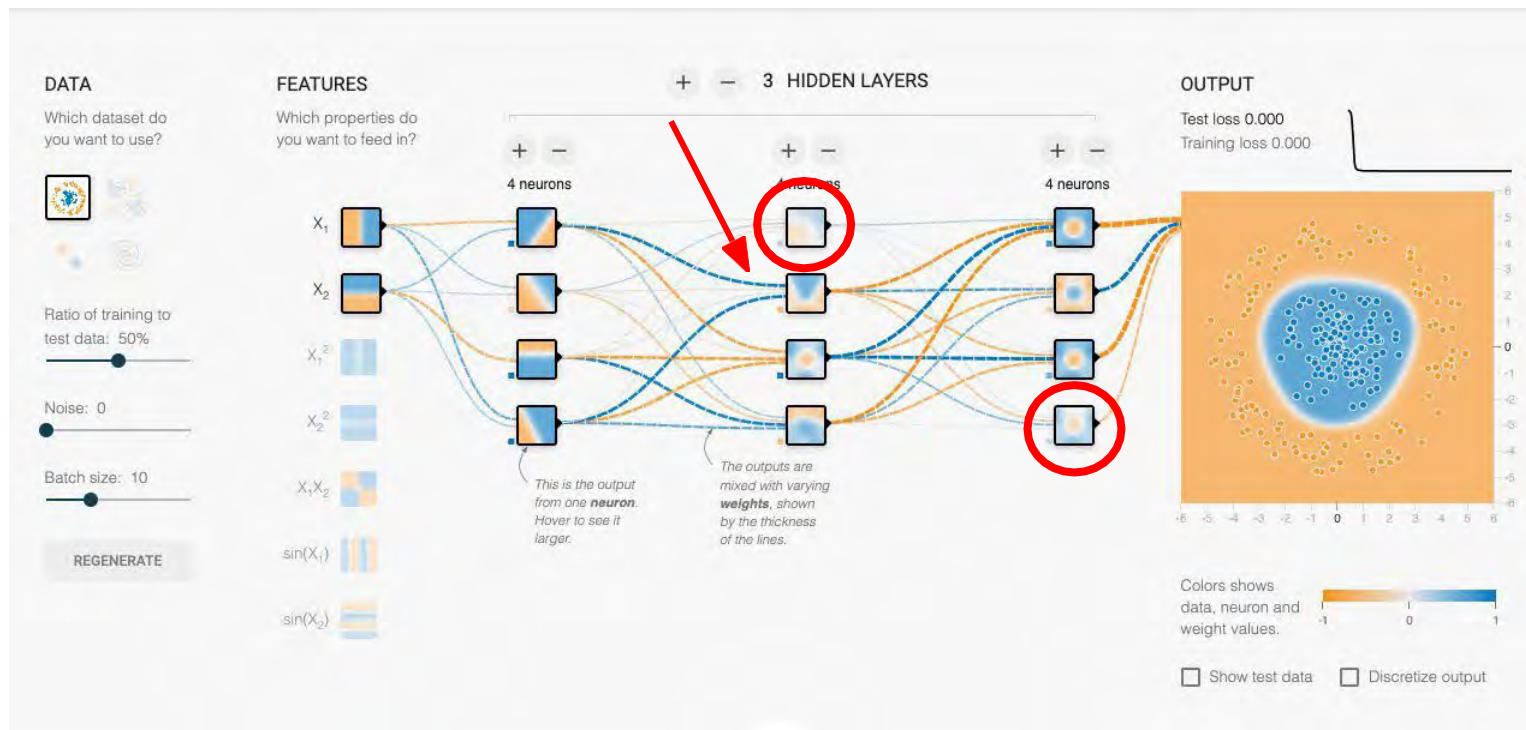 DATA
Which dataset do
you want to use?
Ratio of training to
test data: 50%
Noise: 0
Batch size: 10
REGENERATE
FEATURES
Which properties do
you want to feed in?
X₁
X₂
X₁²
X₂²
X₁X₂
sin(X₁)
sin(X₂)
+ − 3 HIDDEN LAYERS
+ −
4 neurons
+ −
4 neurons
+ −
4 neurons
This is the output
from one neuron.
Hover to see it
larger.
The outputs are
mixed with varying
weights, shown
by the thickness
of the lines.
OUTPUT
Test loss 0.000
Training loss 0.000
6
5
4
3
2
1
0
-1
-2
-3
-4
-5
-6
-6 -5 -4 -3 -2 -1 0 1 2 3 4 5 6
Colors shows
data, neuron and
weight values.
-1 0 1
Show test data
Discretize output